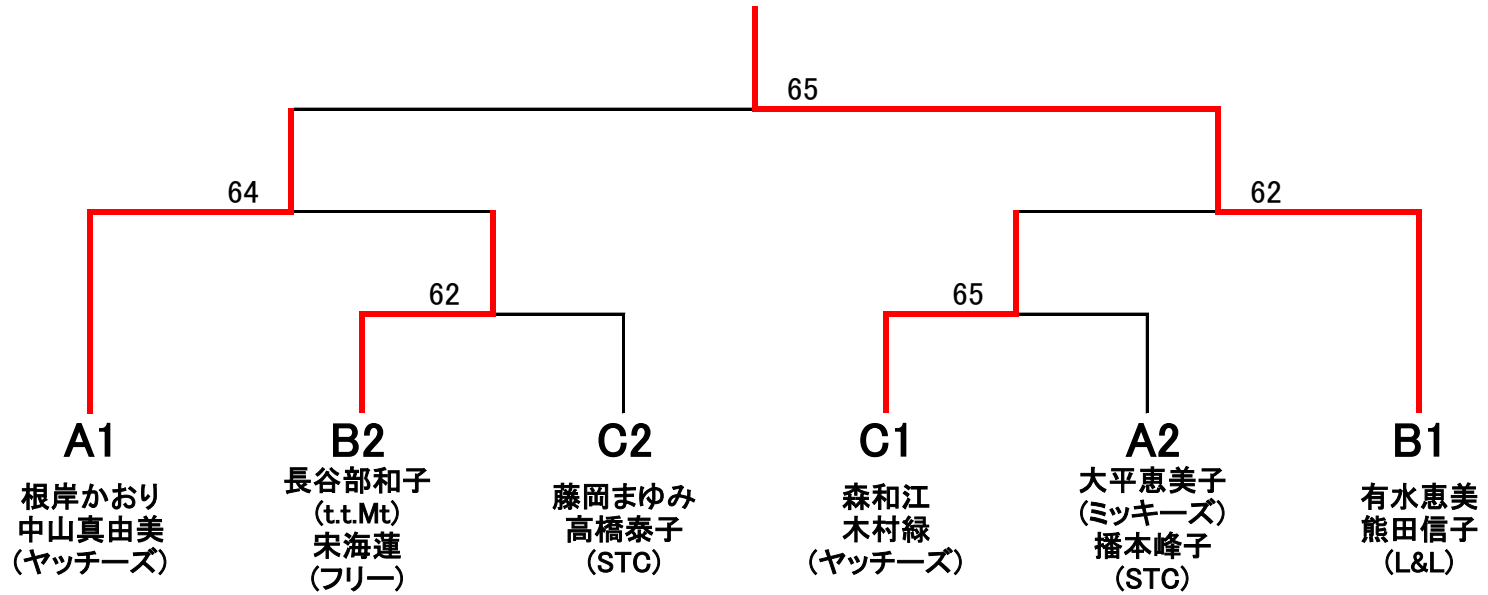 65
64
62
62
65
A1
根岸かおり
中山真由美
(ヤッチーズ)
B2
長谷部和子
(t.t.Mt)
宋海蓮
(フリー)
C2
藤岡まゆみ
高橋泰子
(STC)
C1
森和江
木村緑
(ヤッチーズ)
A2
大平恵美子
(ミッキーズ)
播本峰子
(STC)
B1
有水恵美
熊田信子
(L&L)